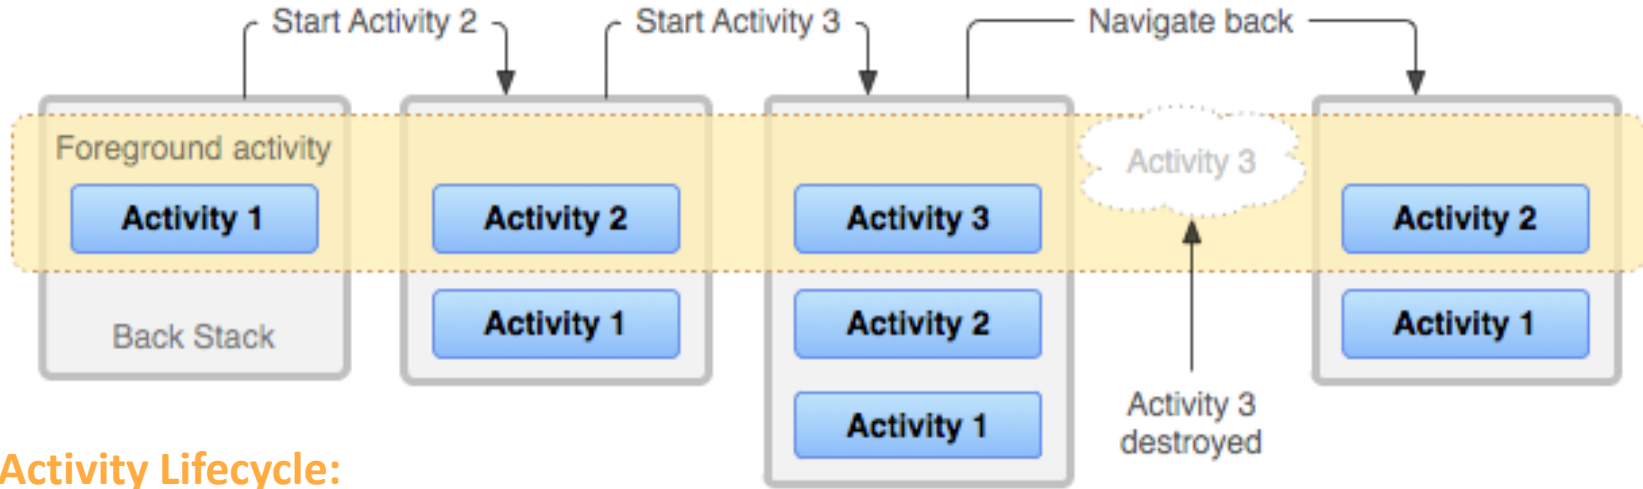 Start Activity 2
Start Activity 3
Navigate back
Foreground activity
Activity 1
Back Stack
Activity 2
Activity 1
Activity 3
Activity 2
Activity 1
Activity 3
Activity 3
destroyed
Activity 2
Activity 1
Activity Lifecycle: